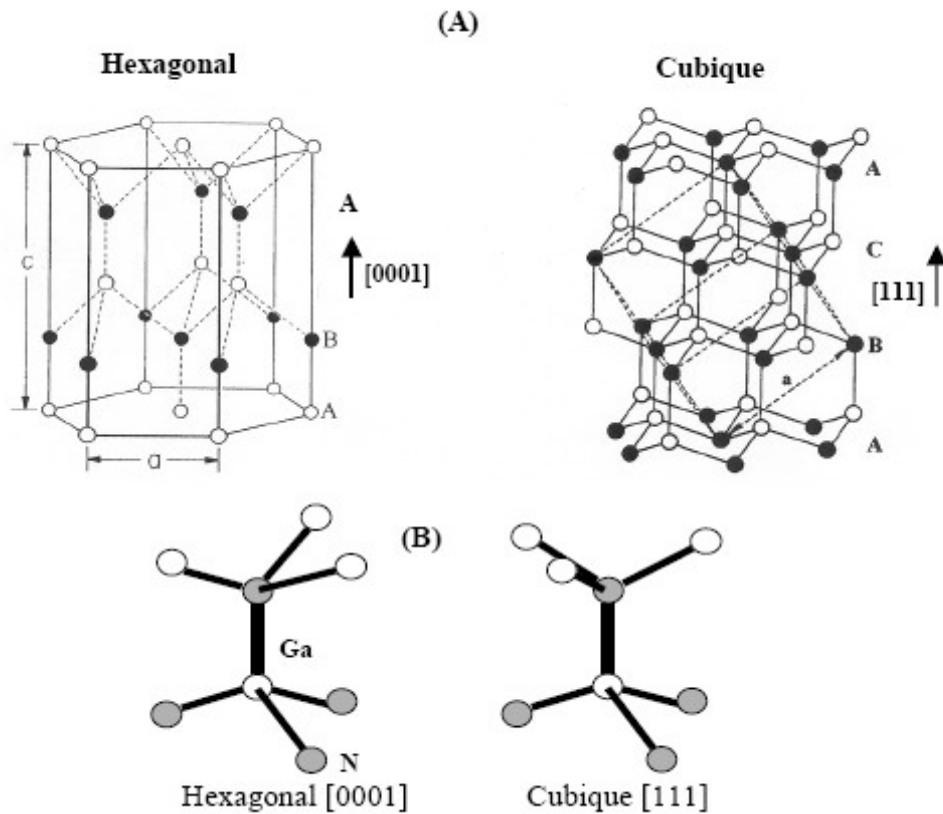 (A)
Hexagonal
Cubique
c
A
[0001]
B
A
a
A
C
[111]
B
a
A
(B)
Ga
N
Hexagonal [0001]
Cubique [111]